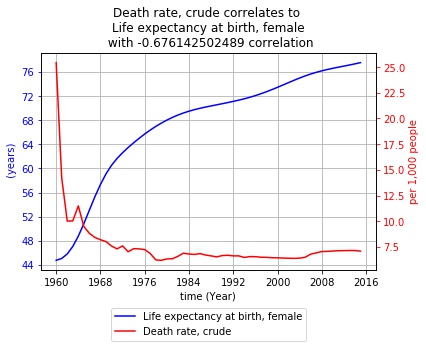 Death rate, crude correlates to
Life expectancy at birth, female
with -0.676142502489 correlation
76
72
68
64
60
56
52
48
44
(years)
25.0
22.5
20.0
17.5
15.0
12.5
10.0
7.5
per 1,000 people
1960 1968 1976 1984 1992 2000 2008 2016
time (Year)
Life expectancy at birth, female
Death rate, crude